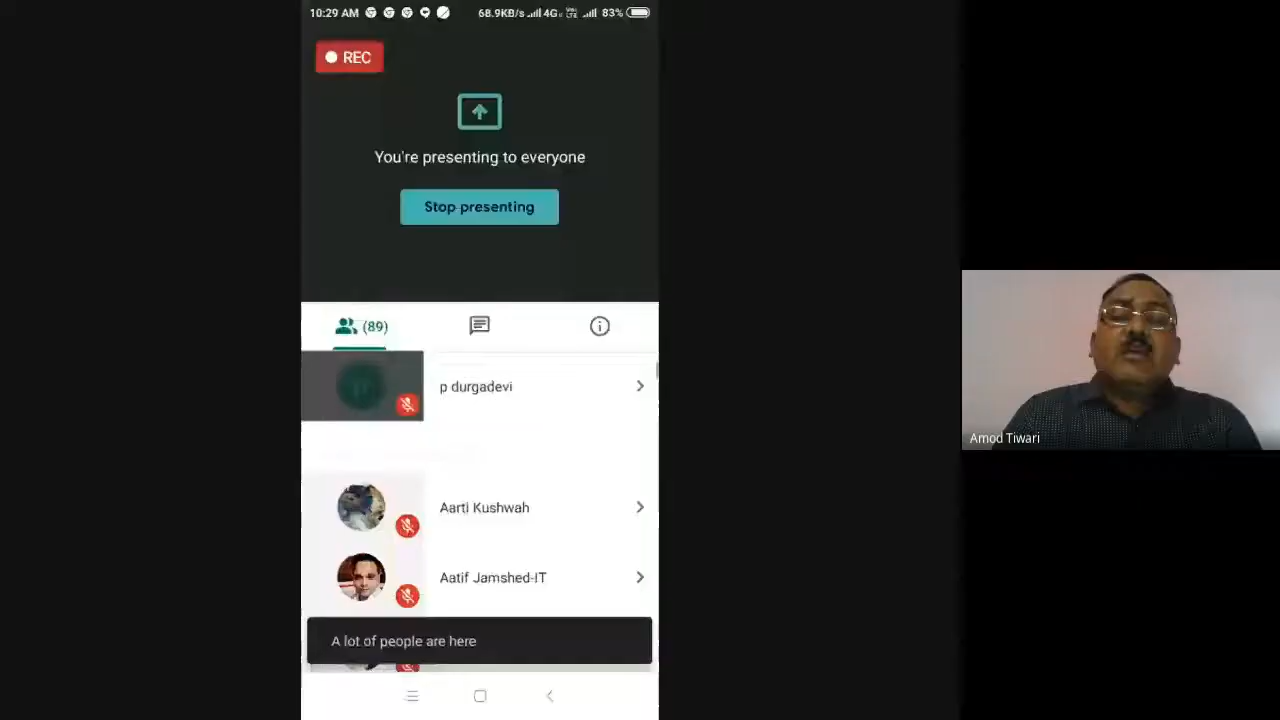 10:29 AM 68.9KB/s 4G VoLTE 83%
REC
You're presenting to everyone
Stop presenting
(89)
p durgadevi
Aarti Kushwah
Aatif Jamshed-IT
A lot of people are here
Amod Tiwari